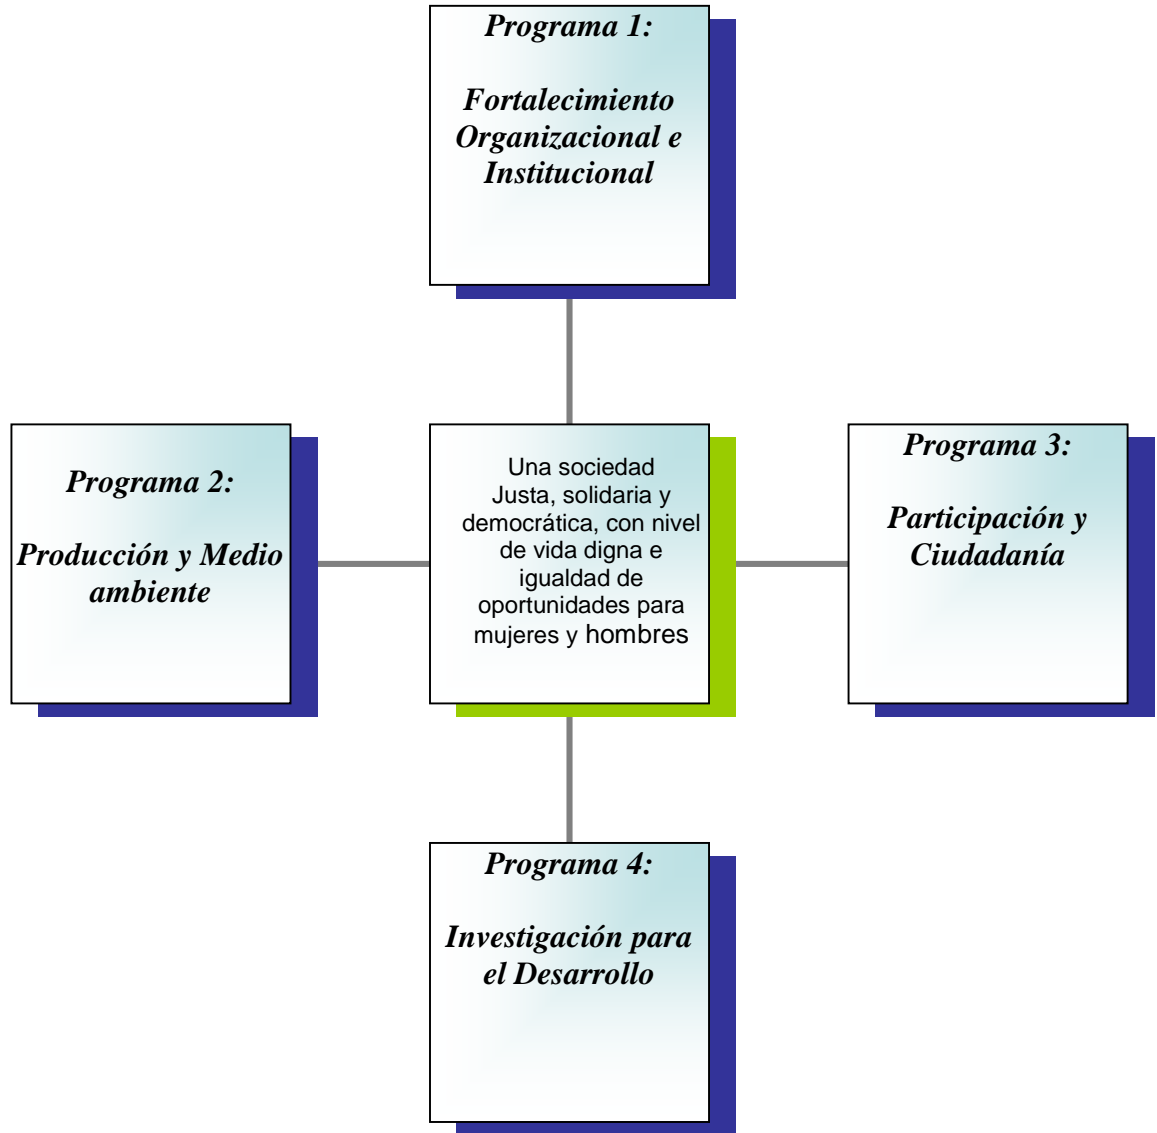 Programa 1:
Fortalecimiento
Organizacional e
Institucional
Programa 2:
Producción y Medio
ambiente
Una sociedad
Justa, solidaria y
democrática, con nivel
de vida digna e
igualdad de
oportunidades para
mujeres y hombres
Programa 3:
Participación y
Ciudadanía
Programa 4:
Investigación para
el Desarrollo